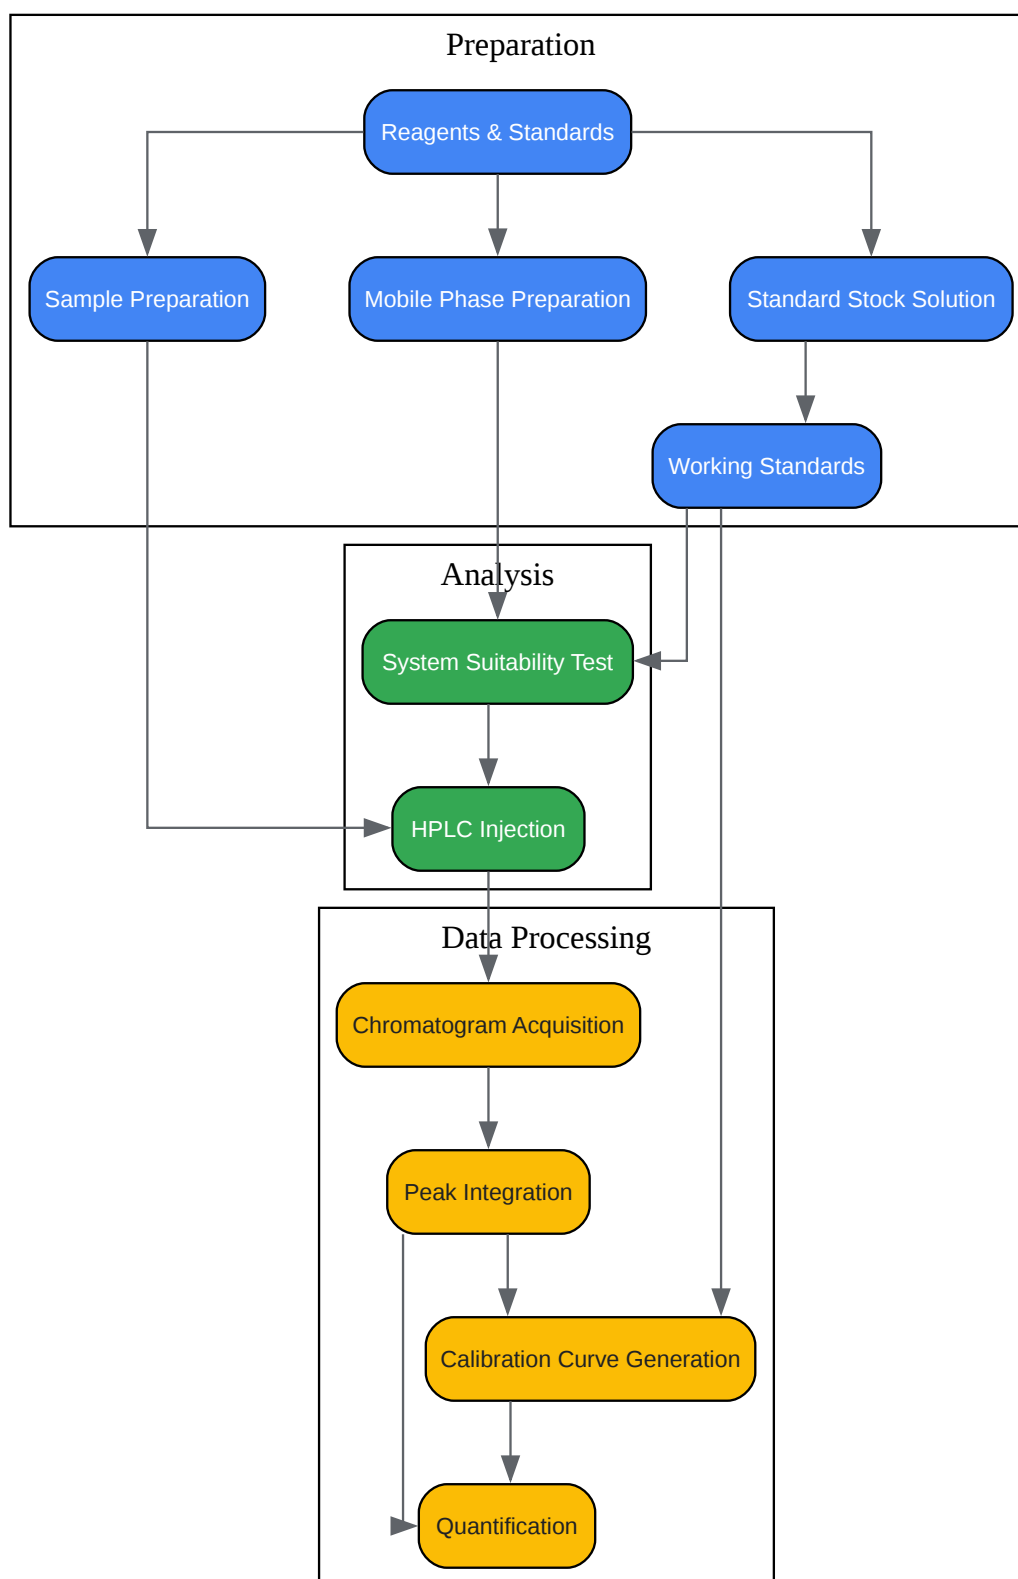 Preparation
Reagents & Standards
Sample Preparation
Mobile Phase Preparation
Standard Stock Solution
Working Standards
Analysis
System Suitability Test
HPLC Injection
Data Processing
Chromatogram Acquisition
Peak Integration
Calibration Curve Generation
Quantification